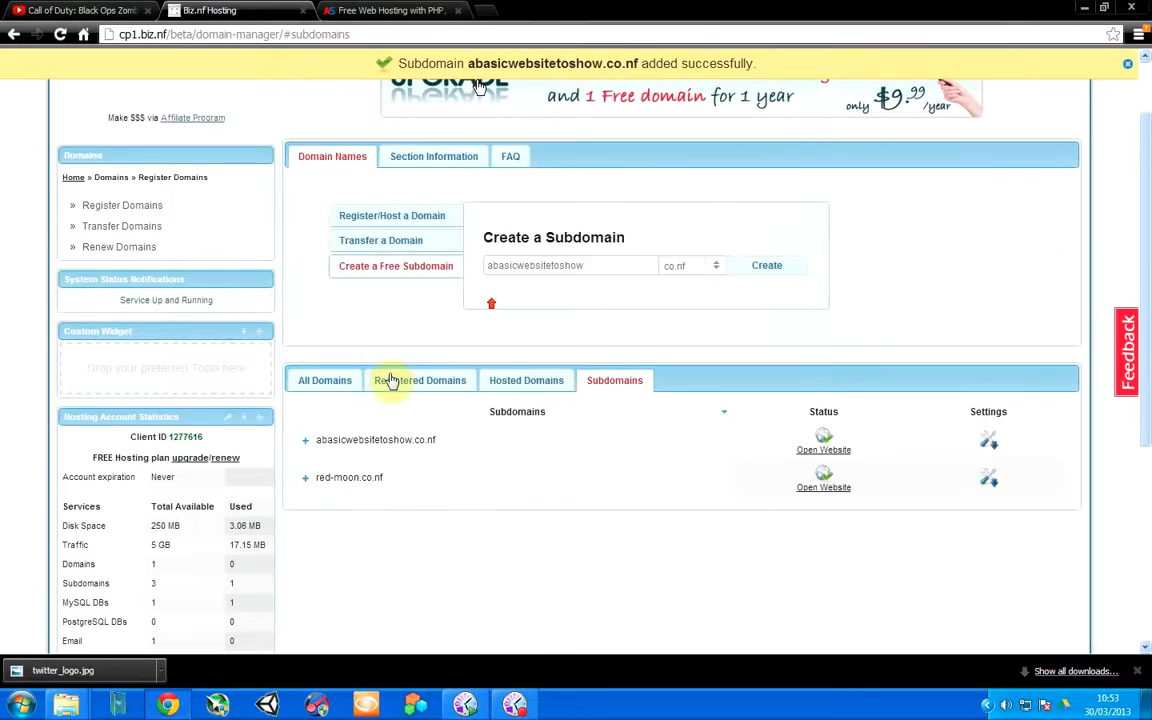 Call of Duty: Black Ops Zomb
Biz.nf Hosting
Free Web Hosting with PHP,
cp1.biz.nf/beta/domain-manager/#subdomains
Subdomain abasicwebsitetoshow.co.nf added successfully.
UPGRADE
and 1 Free domain for 1 year
only $9.99/year
Make $$$ via Affiliate Program
Domains
Home » Domains » Register Domains
» Register Domains
» Transfer Domains
» Renew Domains
System Status Notifications
Service Up and Running
Custom Widget
Drop your preferred Tools here
Hosting Account Statistics
Client ID 1277616
FREE Hosting plan upgrade/renew
Account expiration Never
Services Total Available Used
Disk Space 250 MB 3.06 MB
Traffic 5 GB 17.15 MB
Domains 1 0
Subdomains 3 1
MySQL DBs 1 1
PostgreSQL DBs 0 0
Email 1 0
Domain Names Section Information FAQ
Register/Host a Domain
Transfer a Domain
Create a Free Subdomain
Create a Subdomain
abasicwebsitetoshow co.nf Create
All Domains Registered Domains Hosted Domains Subdomains
Subdomains Status Settings
abasicwebsitetoshow.co.nf Open Website
red-moon.co.nf Open Website
Feedback
twitter_logo.jpg
Show all downloads...
10:53
30/03/2013